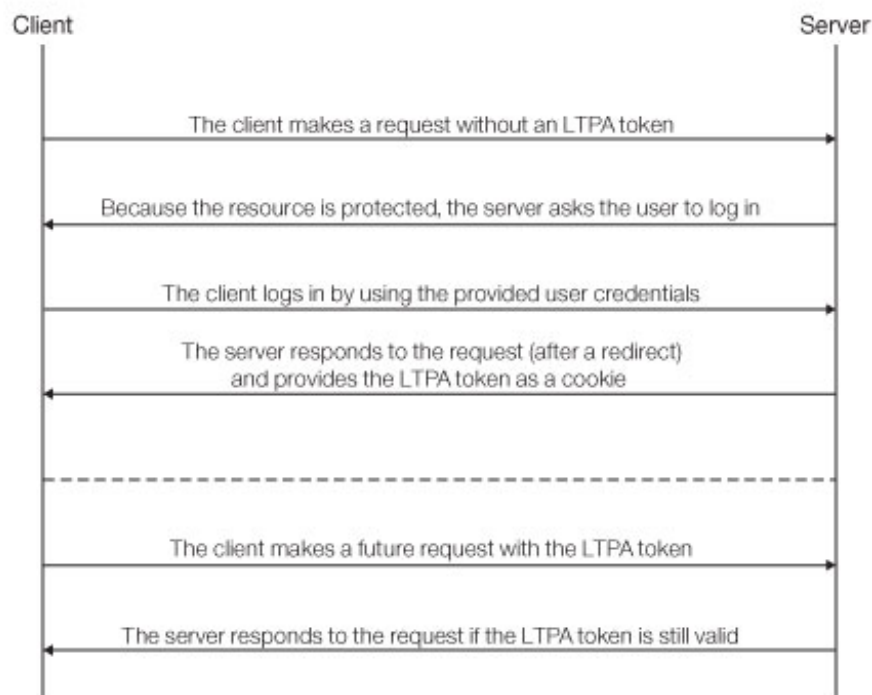 Client Server
The client makes a request without an LTPA token
Because the resource is protected, the server asks the user to log in
The client logs in by using the provided user credentials
The server responds to the request (after a redirect)
and provides the LTPA token as a cookie
The client makes a future request with the LTPA token
The server responds to the request if the LTPA token is still valid